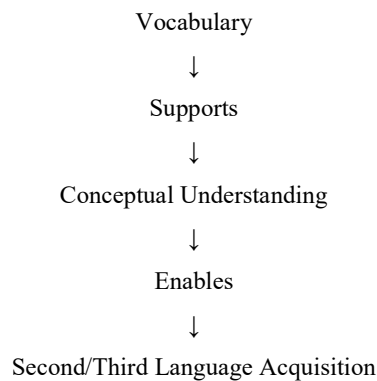 Vocabulary
↓
Supports
↓
Conceptual Understanding
↓
Enables
↓
Second/Third Language Acquisition